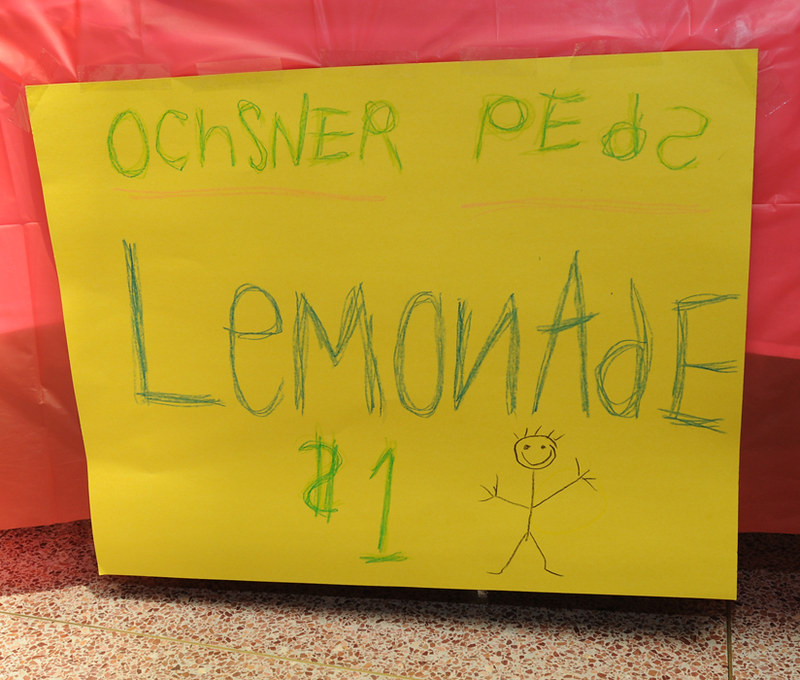 OChSNER PEds
LeMONAdE
$1